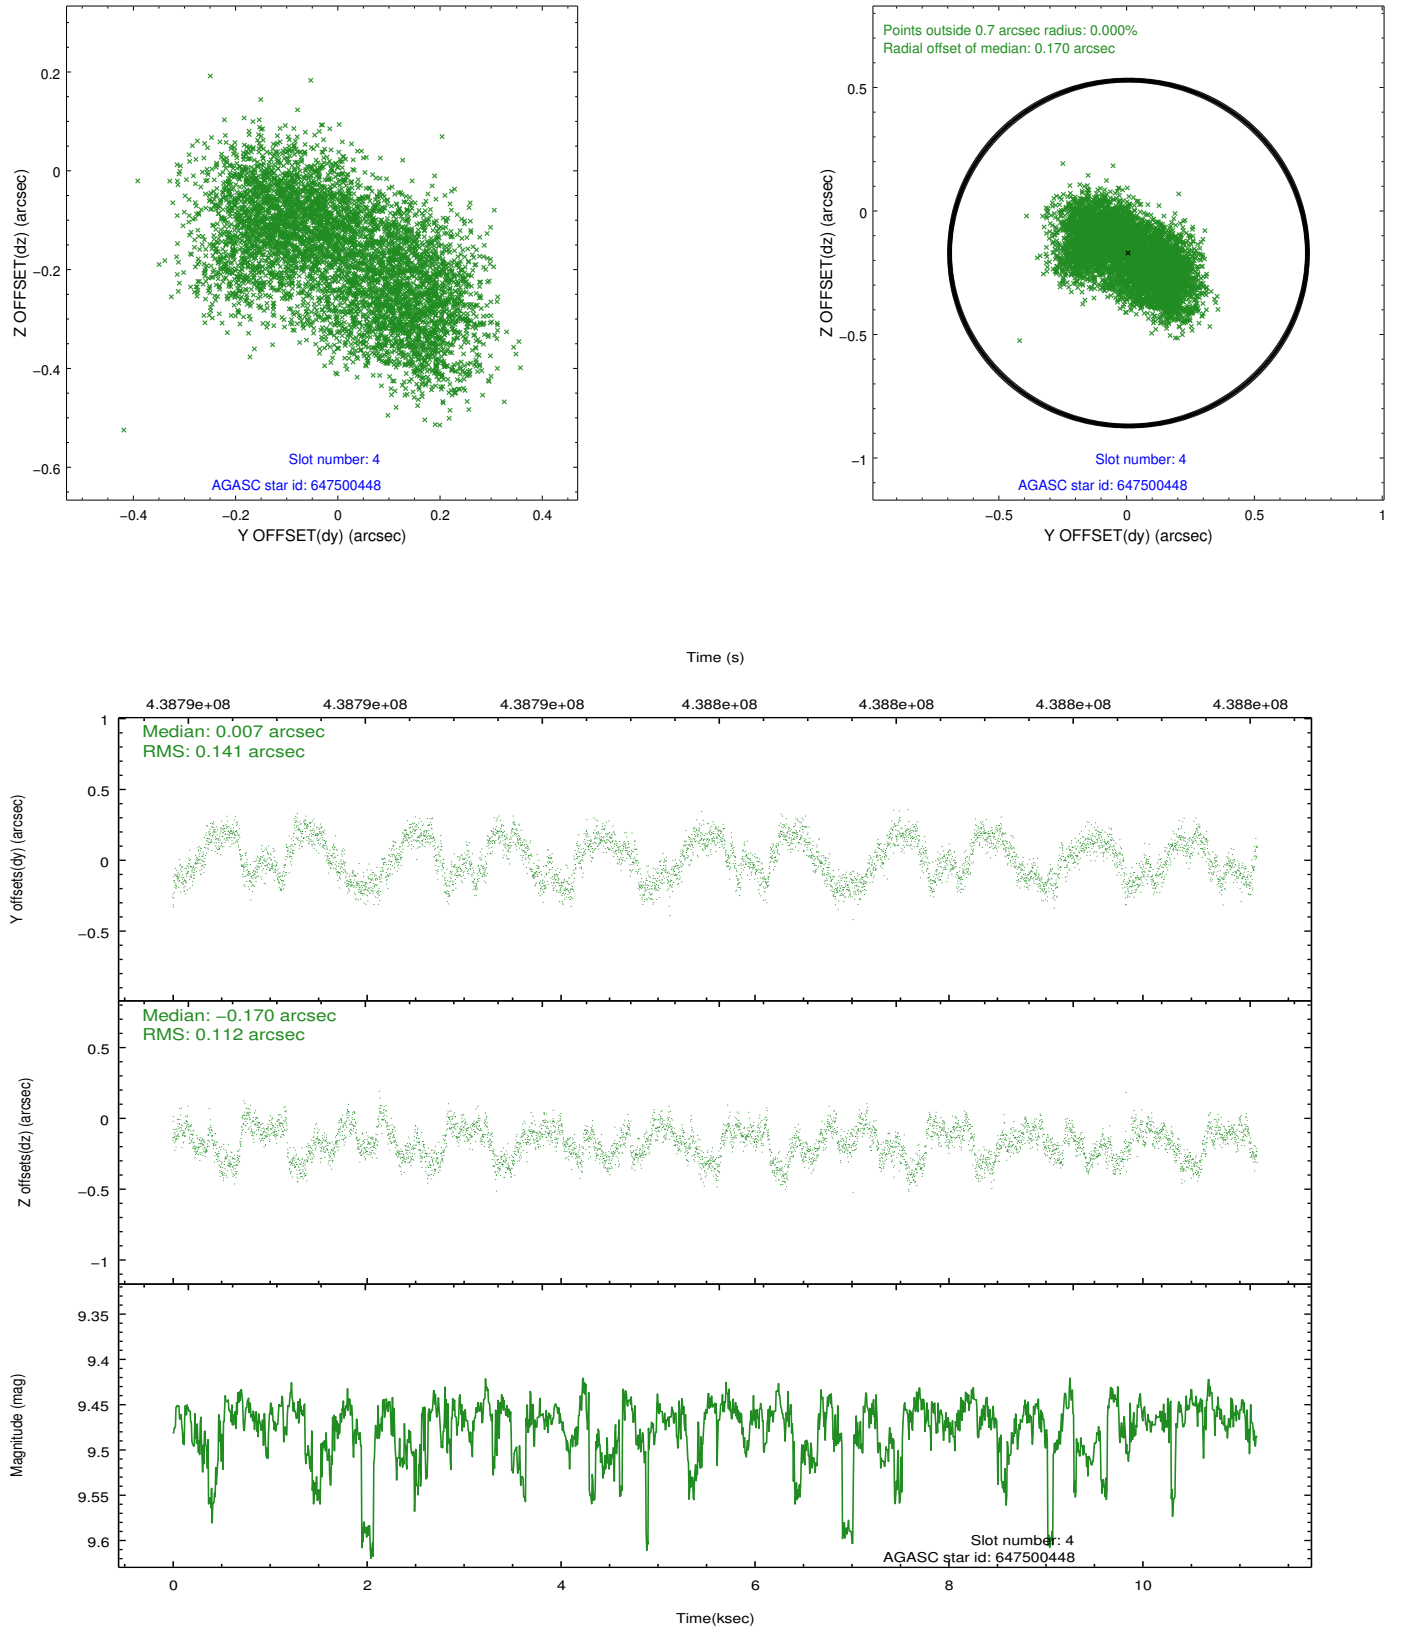 0.2
0
−0.2
−0.4
−0.6
Z OFFSET(dz) (arcsec)
Slot number: 4
AGASC star id: 647500448
−0.4 −0.2 0 0.2 0.4
Y OFFSET(dy) (arcsec)
Points outside 0.7 arcsec radius: 0.000%
Radial offset of median: 0.170 arcsec
0.5
0
−0.5
−1
Z OFFSET(dz) (arcsec)
Slot number: 4
AGASC star id: 647500448
−0.5 0 0.5 1
Y OFFSET(dy) (arcsec)
Time (s)
4.3879e+08 4.3879e+08 4.3879e+08 4.388e+08 4.388e+08 4.388e+08 4.388e+08
Median: 0.007 arcsec
RMS: 0.141 arcsec
1
0.5
0
−0.5
Y offsets(dy) (arcsec)
Median: −0.170 arcsec
RMS: 0.112 arcsec
0.5
0
−0.5
−1
Z offsets(dz) (arcsec)
9.35
9.4
9.45
9.5
9.55
9.6
Magnitude (mag)
Slot number: 4
AGASC star id: 647500448
0 2 4 6 8 10
Time(ksec)